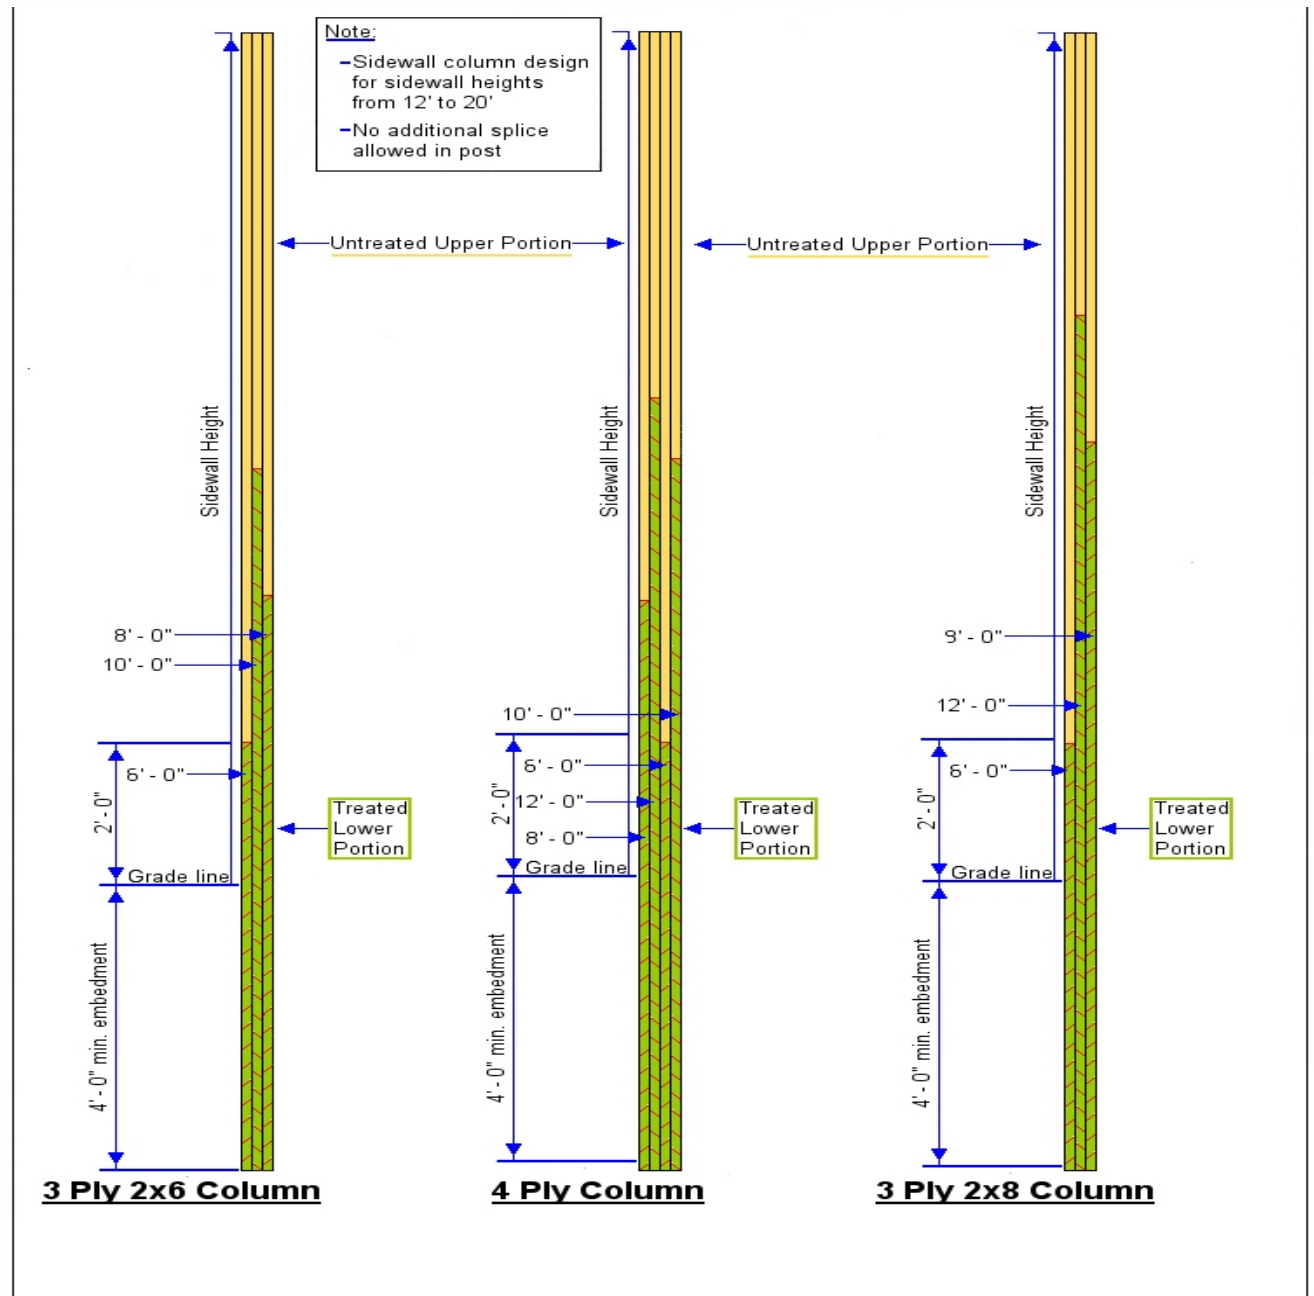 Note:
Sidewall column design
for sidewall heights
from 12' to 20'
No additional splice
allowed in post
Untreated Upper Portion
Untreated Upper Portion
Sidewall Height
Sidewall Height
Sidewall Height
8' - 0"
10' - 0"
6' - 0"
2' - 0"
Grade line
4' - 0" min. embedment
Treated
Lower
Portion
10' - 0"
6' - 0"
12' - 0"
8' - 0"
2' - 0"
Grade line
4' - 0" min. embedment
Treated
Lower
Portion
9' - 0"
12' - 0"
6' - 0"
2' - 0"
Grade line
4' - 0" min. embedment
Treated
Lower
Portion
3 Ply 2x6 Column
4 Ply Column
3 Ply 2x8 Column